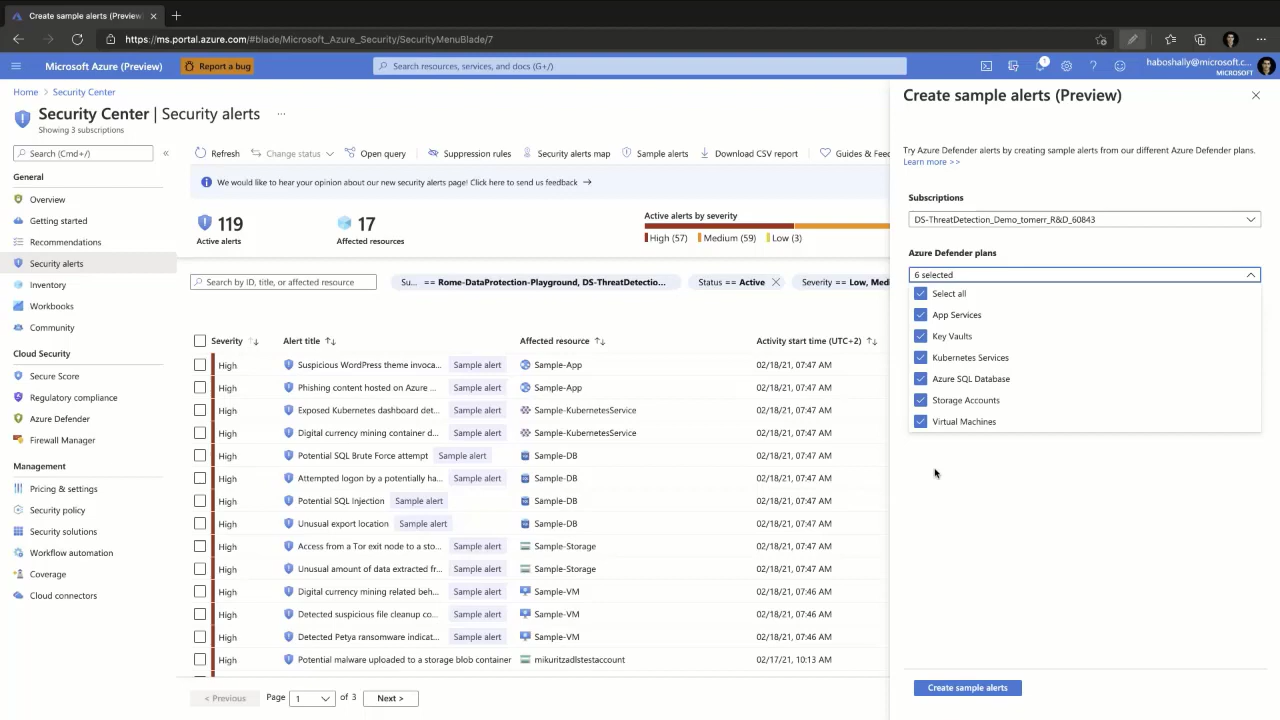 Create sample alerts (Preview
https://ms.portal.azure.com/#blade/Microsoft_Azure_Security/SecurityMenuBlade/7
Microsoft Azure (Preview)
Report a bug
Search resources, services, and docs (G+/)
1
haboshally@microsoft.c...
MICROSOFT
Home > Security Center
Security Center | Security alerts ...
Showing 3 subscriptions
Search (Cmd+/)
«
General
Overview
Getting started
Recommendations
Security alerts
Inventory
Workbooks
Community
Cloud Security
Secure Score
Regulatory compliance
Azure Defender
Firewall Manager
Management
Pricing & settings
Security policy
Security solutions
Workflow automation
Coverage
Cloud connectors
Refresh Change status Open query Suppression rules Security alerts map Sample alerts Download CSV report Guides & Fee
We would like to hear your opinion about our new security alerts page! Click here to send us feedback →
119
Active alerts
17
Affected resources
Active alerts by severity
High (57) Medium (59) Low (3)
Search by ID, title, or affected resource
Su... == Rome-DataProtection-Playground, DS-ThreatDetectio...
Status == Active
Severity == Low, Medi
Severity Alert title Affected resource Activity start time (UTC+2)
High Suspicious WordPress theme invoca... Sample alert Sample-App 02/18/21, 07:47 AM
High Phishing content hosted on Azure ... Sample alert Sample-App 02/18/21, 07:47 AM
High Exposed Kubernetes dashboard det... Sample alert Sample-KubernetesService 02/18/21, 07:47 AM
High Digital currency mining container d... Sample alert Sample-KubernetesService 02/18/21, 07:47 AM
High Potential SQL Brute Force attempt Sample alert Sample-DB 02/18/21, 07:47 AM
High Attempted logon by a potentially ha... Sample alert Sample-DB 02/18/21, 07:47 AM
High Potential SQL Injection Sample alert Sample-DB 02/18/21, 07:47 AM
High Unusual export location Sample alert Sample-DB 02/18/21, 07:47 AM
High Access from a Tor exit node to a sto... Sample alert Sample-Storage 02/18/21, 07:47 AM
High Unusual amount of data extracted fr... Sample alert Sample-Storage 02/18/21, 07:47 AM
High Digital currency mining related beh... Sample alert Sample-VM 02/18/21, 07:46 AM
High Detected suspicious file cleanup co... Sample alert Sample-VM 02/18/21, 07:46 AM
High Detected Petya ransomware indicat... Sample alert Sample-VM 02/18/21, 07:46 AM
High Potential malware uploaded to a storage blob container mikuritzadlstestaccount 02/17/21, 10:13 AM
< Previous Page 1 of 3 Next >
Create sample alerts (Preview)
Try Azure Defender alerts by creating sample alerts from our different Azure Defender plans.
Learn more >>
Subscriptions
DS-ThreatDetection_Demo_tomerr_R&D_60843
Azure Defender plans
6 selected
Select all
App Services
Key Vaults
Kubernetes Services
Azure SQL Database
Storage Accounts
Virtual Machines
Create sample alerts